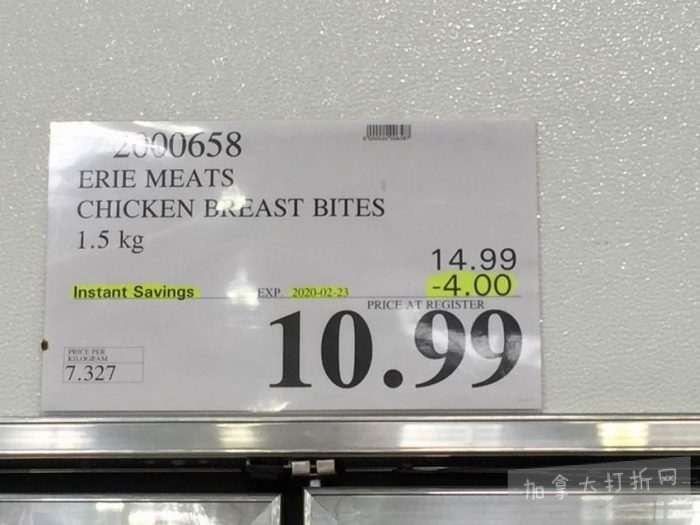 2000658
ERIE MEATS
CHICKEN BREAST BITES
1.5 kg
14.99
Instant Savings EXP. 2020-02-23 -4.00
PRICE AT REGISTER
10.99
PRICE PER
KILOGRAM
7.327
加拿大打折网